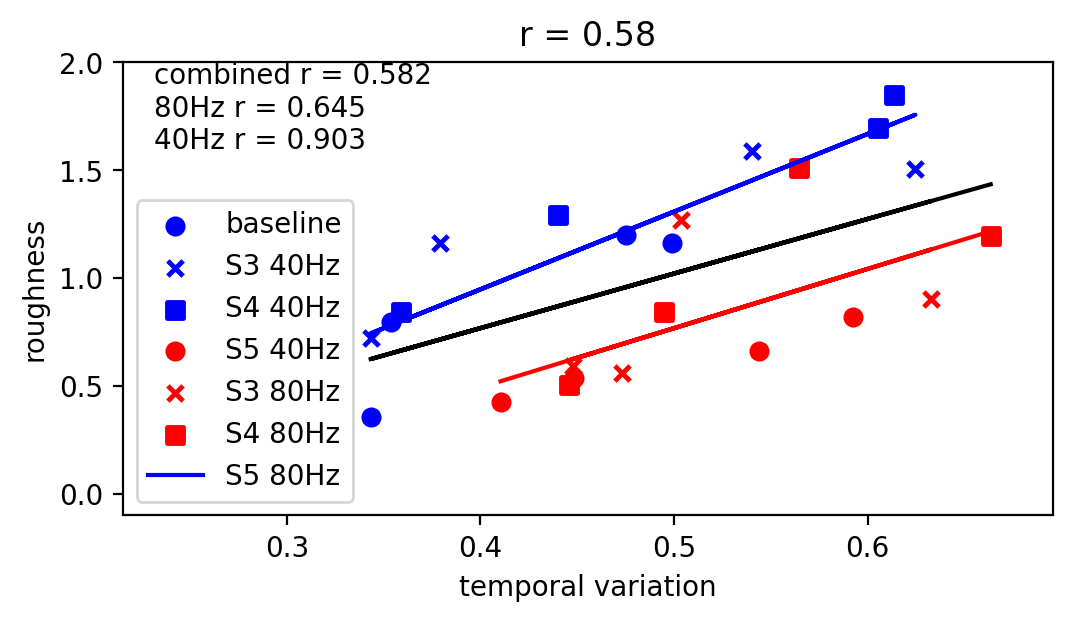 r = 0.58
combined r = 0.582
80Hz r = 0.645
40Hz r = 0.903
baseline
S3 40Hz
S4 40Hz
S5 40Hz
S3 80Hz
S4 80Hz
S5 80Hz
2.0
1.5
1.0
0.5
0.0
roughness
0.3 0.4 0.5 0.6
temporal variation